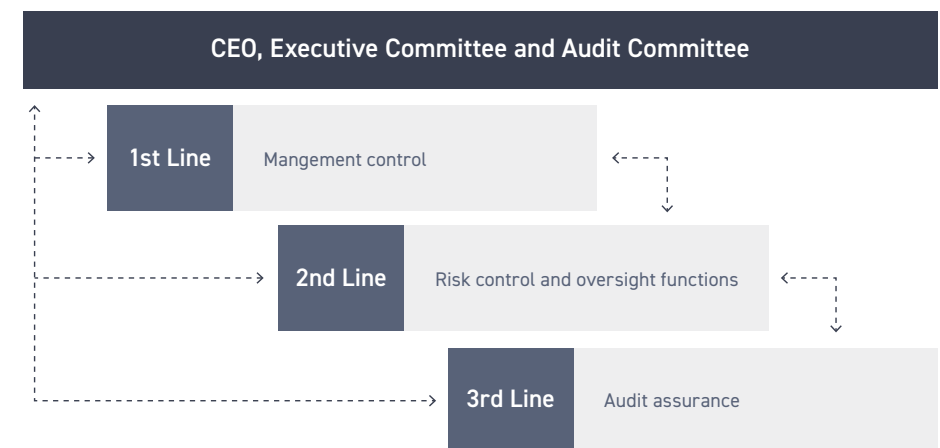 CEO, Executive Committee and Audit Committee
1st Line
Mangement control
2nd Line
Risk control and oversight functions
3rd Line
Audit assurance